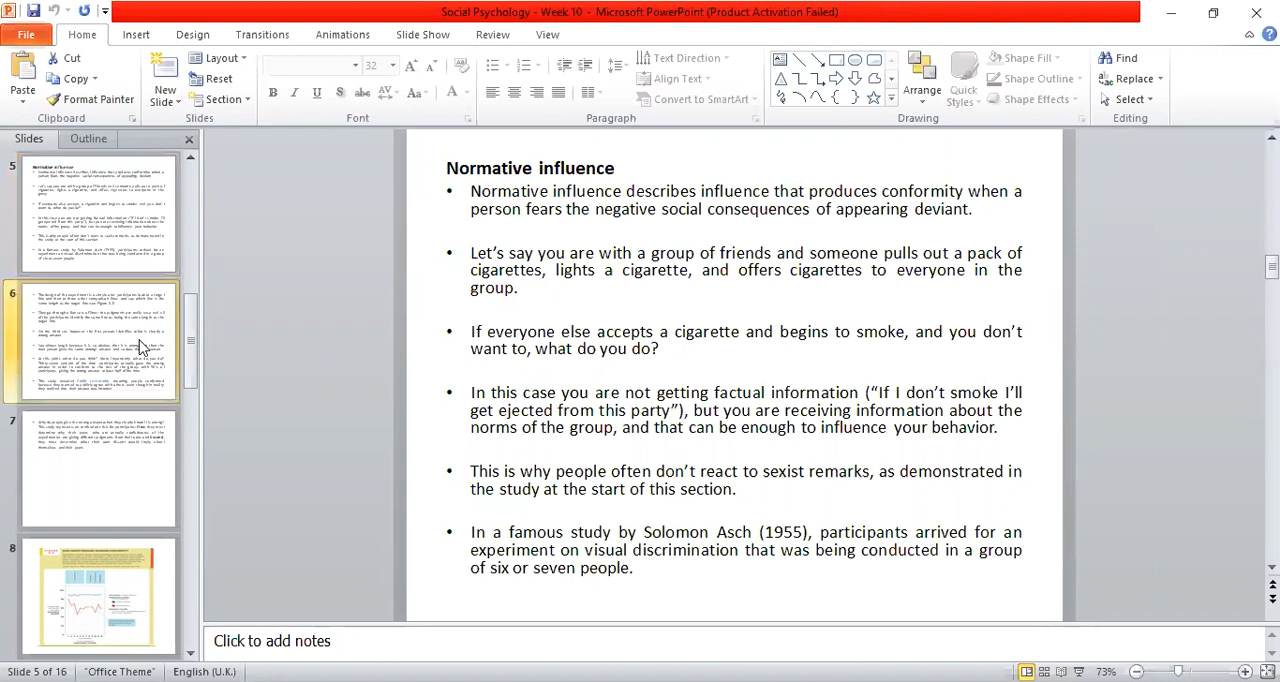 Social Psychology - Week 10 - Microsoft PowerPoint (Product Activation Failed)
File Home Insert Design Transitions Animations Slide Show Review View
Paste
Cut
Copy
Format Painter
Clipboard
New
Slide
Layout
Reset
Section
Slides
32
Font
Text Direction
Align Text
Convert to SmartArt
Paragraph
Arrange
Quick
Styles
Shape Fill
Shape Outline
Shape Effects
Drawing
Find
Replace
Select
Editing
Slides Outline
5
6
7
8
Normative influence
• Normative influence describes influence that produces conformity when a
person fears the negative social consequences of appearing deviant.
• Let’s say you are with a group of friends and someone pulls out a pack of
cigarettes, lights a cigarette, and offers cigarettes to everyone in the
group.
• If everyone else accepts a cigarette and begins to smoke, and you don’t
want to, what do you do?
• In this case you are not getting factual information (“If I don’t smoke I’ll
get ejected from this party”), but you are receiving information about the
norms of the group, and that can be enough to influence your behavior.
• This is why people often don’t react to sexist remarks, as demonstrated in
the study at the start of this section.
• In a famous study by Solomon Asch (1955), participants arrived for an
experiment on visual discrimination that was being conducted in a group
of six or seven people.
Click to add notes
Slide 5 of 16 "Office Theme" English (U.K.) 73%